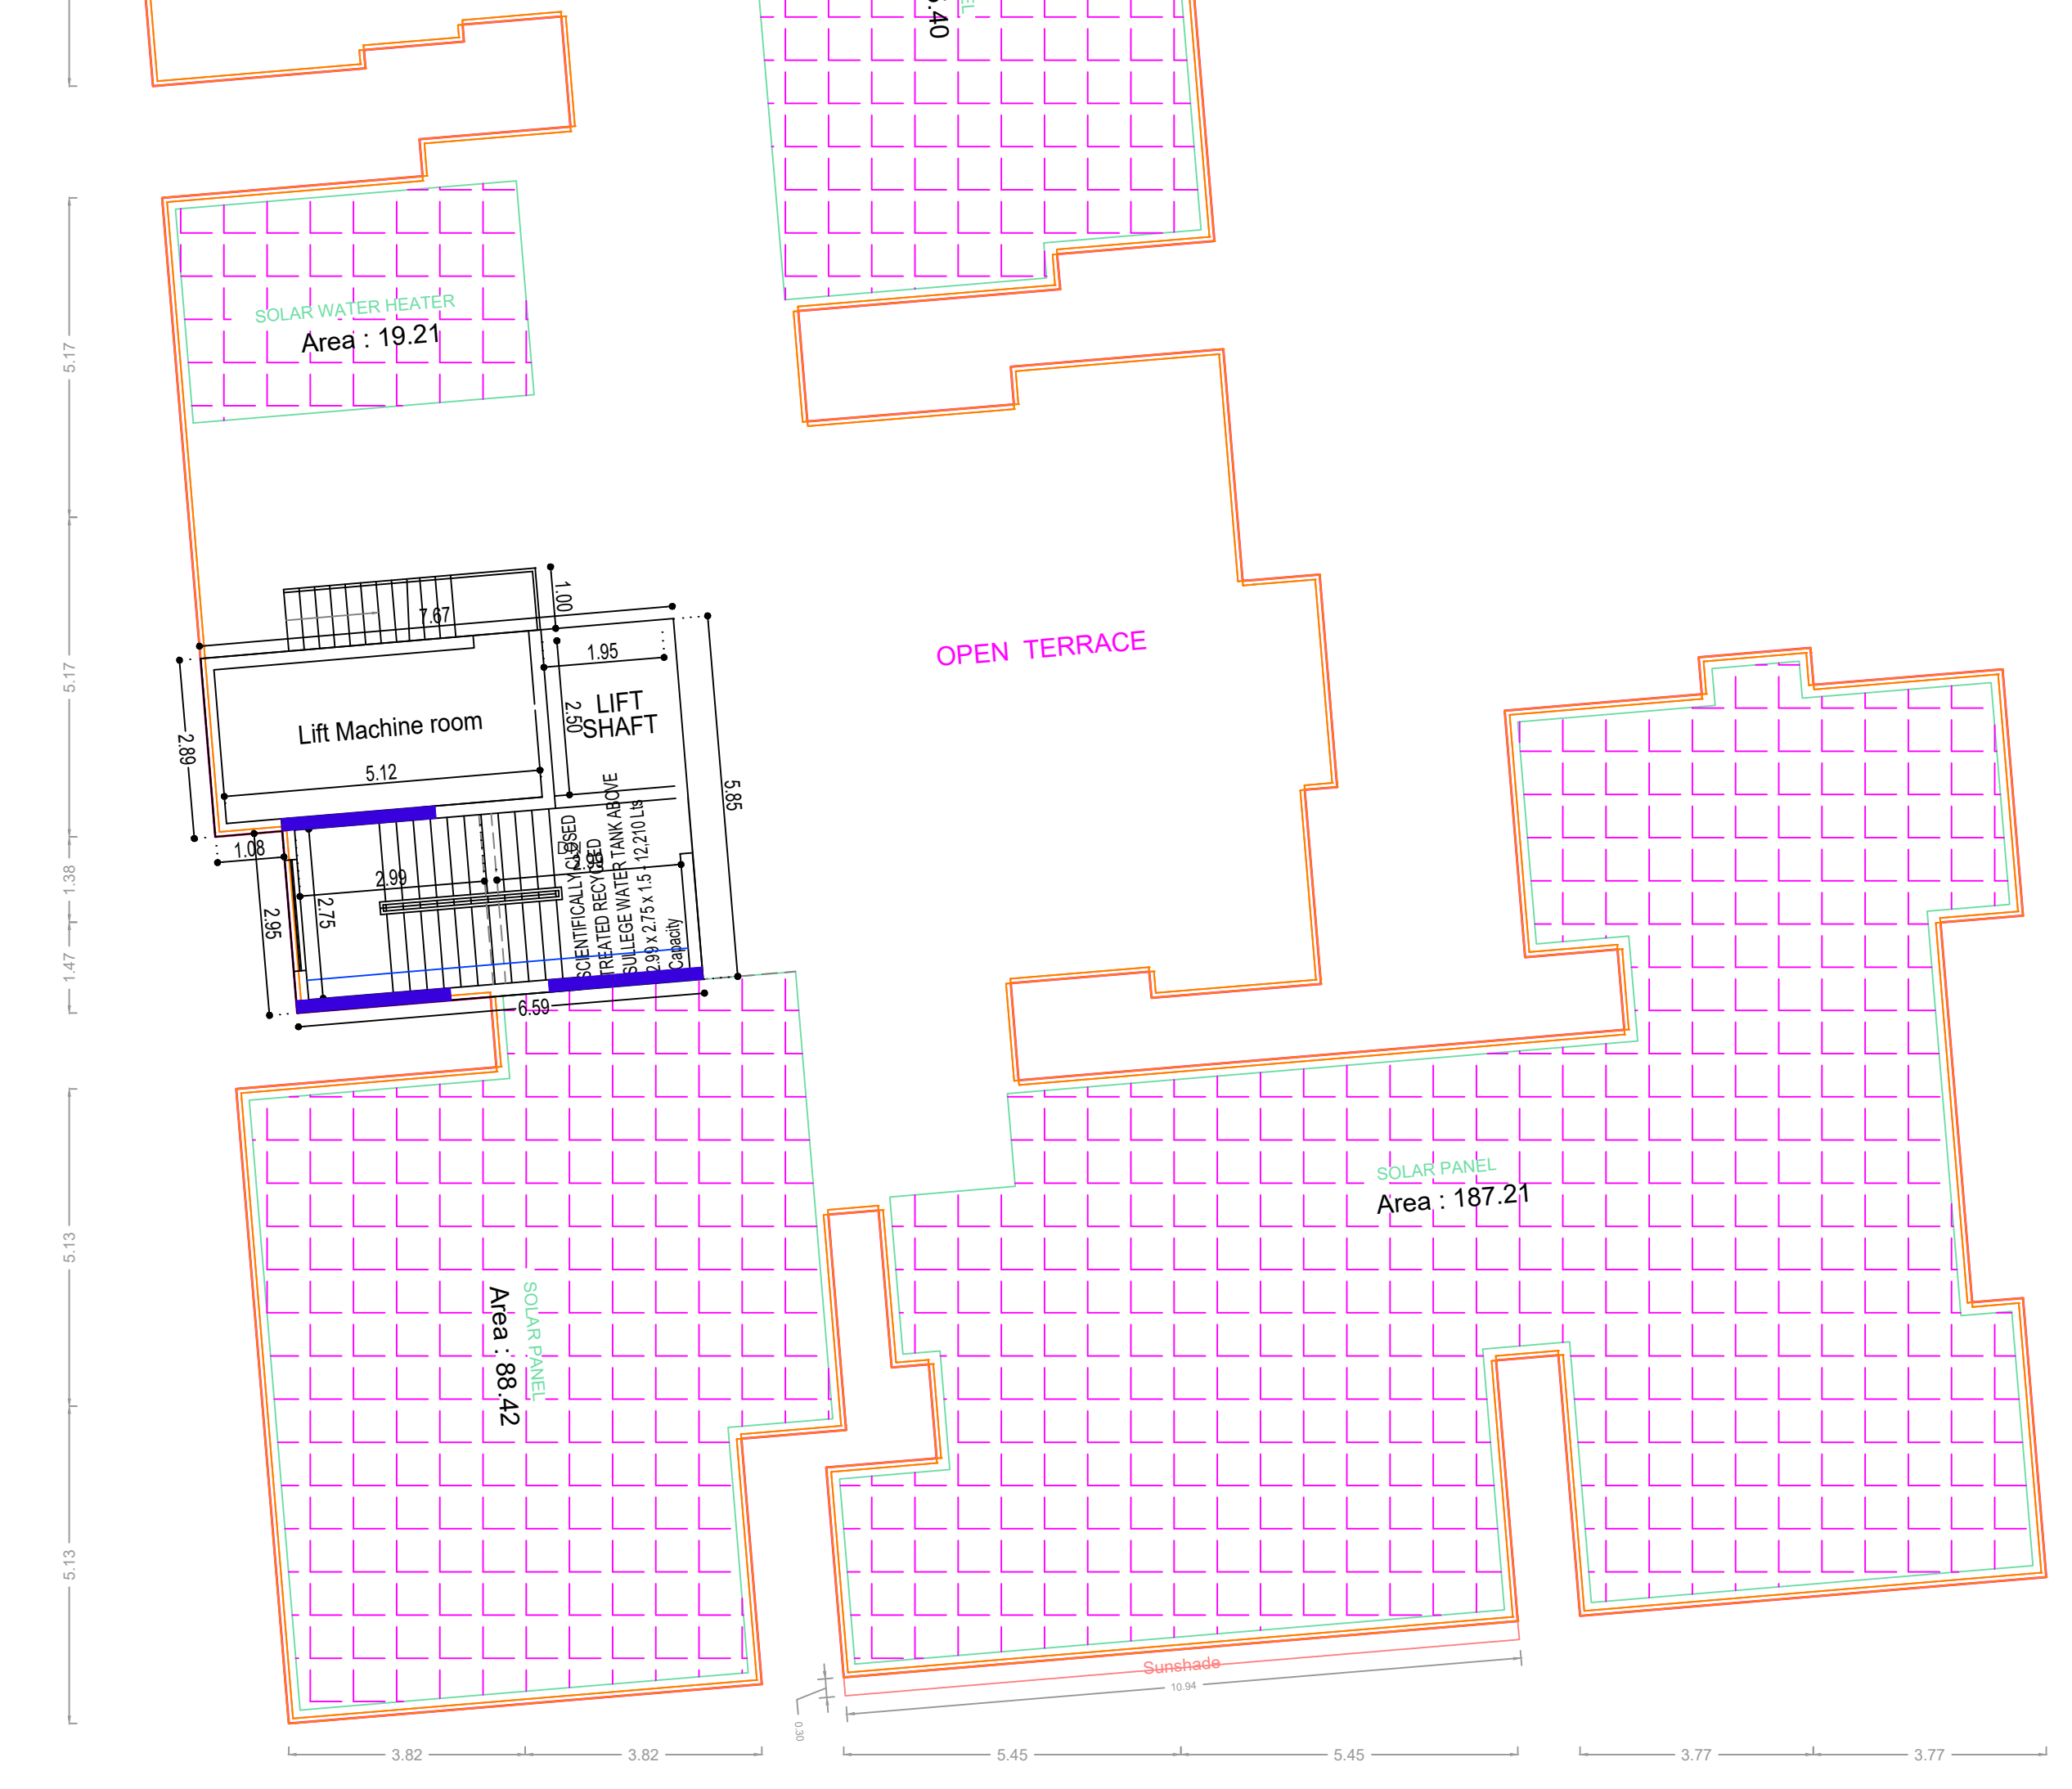 .40
SOLAR WATER HEATER
Area : 19.21
5.17
1.00
7.67
1.95
LIFT
SHAFT
2.50
OPEN TERRACE
5.17
Lift Machine room
2.89
5.12
5.85
1.08
2.99
2.95
2.75
SCIENTIFICALLY CLOSED
TREATED RECYCLED
SULLEGE WATER TANK ABOVE
2.99 x 2.75 x 1.5 - 12,210 Lts
Capacity
1.38
1.47
6.59
SOLAR PANEL
Area : 187.21
5.13
SOLAR PANEL
Area : 88.42
5.13
Sunshade
10.94
0.30
3.82
3.82
5.45
5.45
3.77
3.77